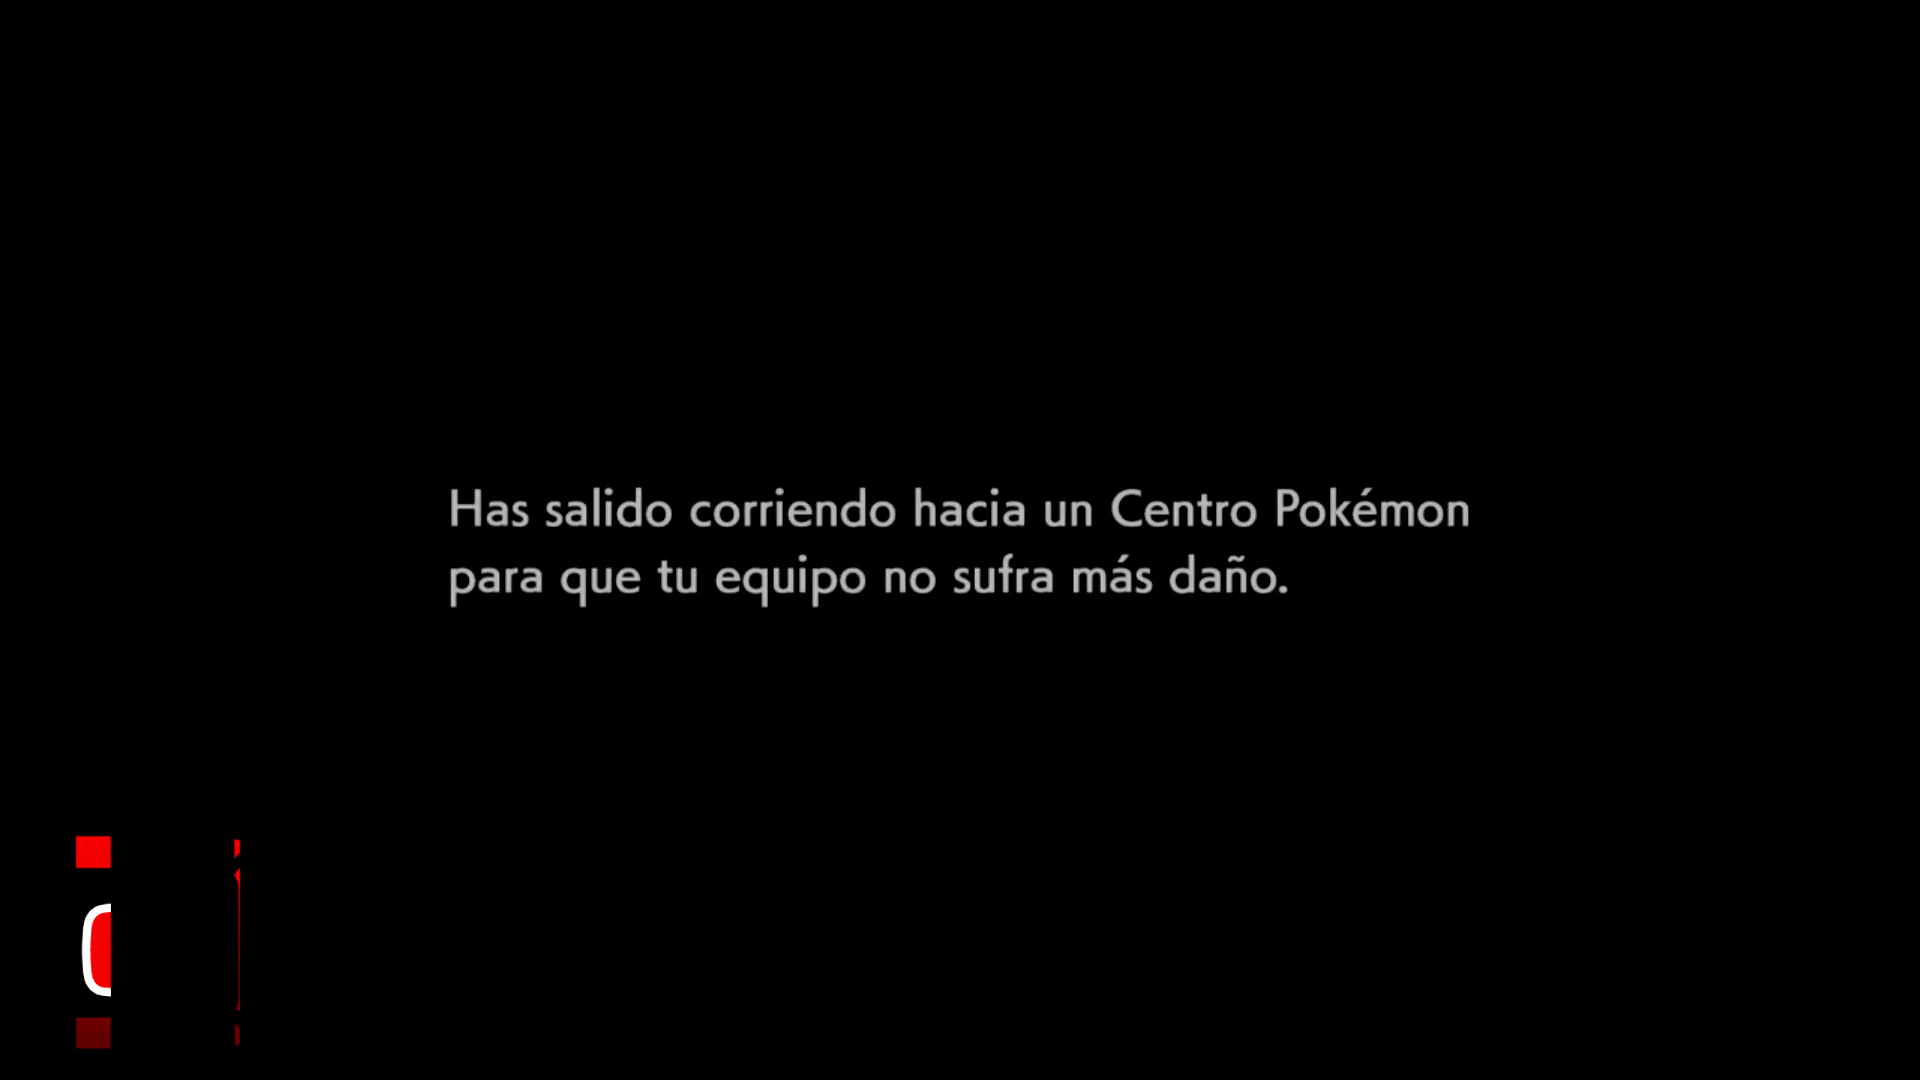 Has salido corriendo hacia un Centro Pokémon
para que tu equipo no sufra más daño.